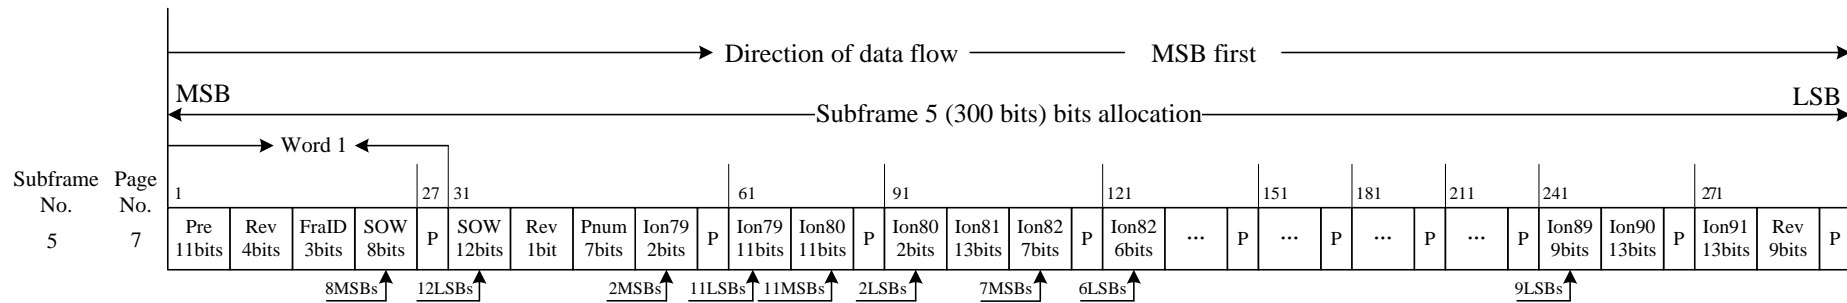 Direction of data flow MSB first
MSB LSB
Subframe 5 (300 bits) bits allocation
Word 1
Subframe No. Page No. 1 27 31 61 91 121 151 181 211 241 271
5 7 Pre 11bits Rev 4bits FraID 3bits SOW 8bits P SOW 12bits Rev 1bit Pnum 7bits Ion79 2bits P Ion79 11bits Ion80 11bits P Ion80 2bits Ion81 13bits Ion82 7bits P Ion82 6bits ... P ... P ... P ... P Ion89 9bits Ion90 13bits P Ion91 13bits Rev 9bits P
8MSBs 12LSBs 2MSBs 11LSBs 11MSBs 2LSBs 7MSBs 6LSBs 9LSBs